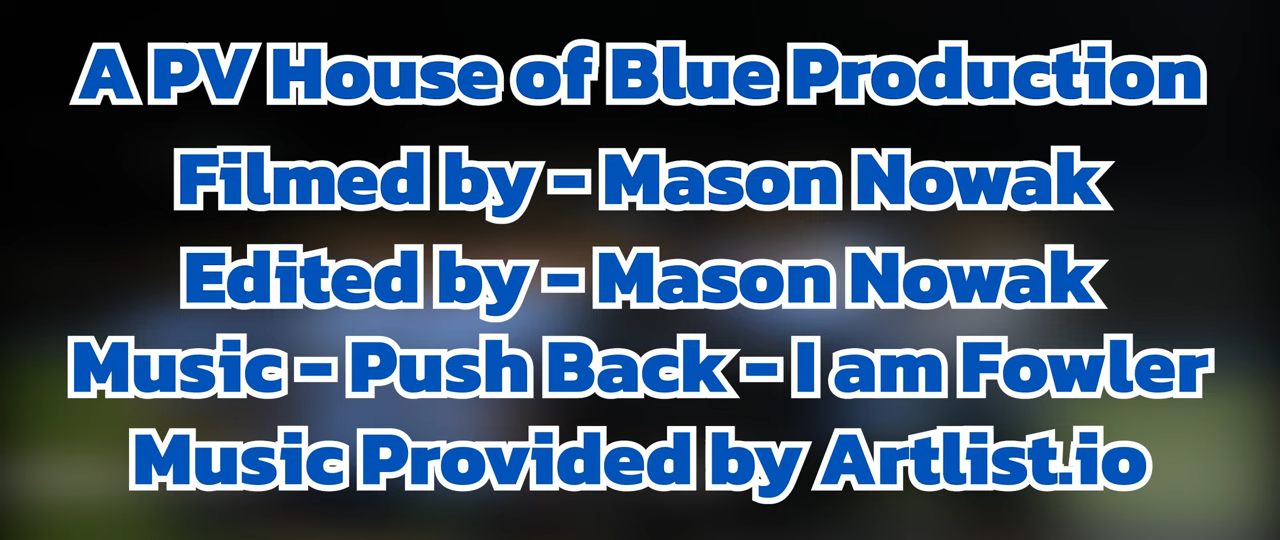 A PV House of Blue Production
Filmed by - Mason Nowak
Edited by - Mason Nowak
Music - Push Back - I am Fowler
Music Provided by Artlist.io